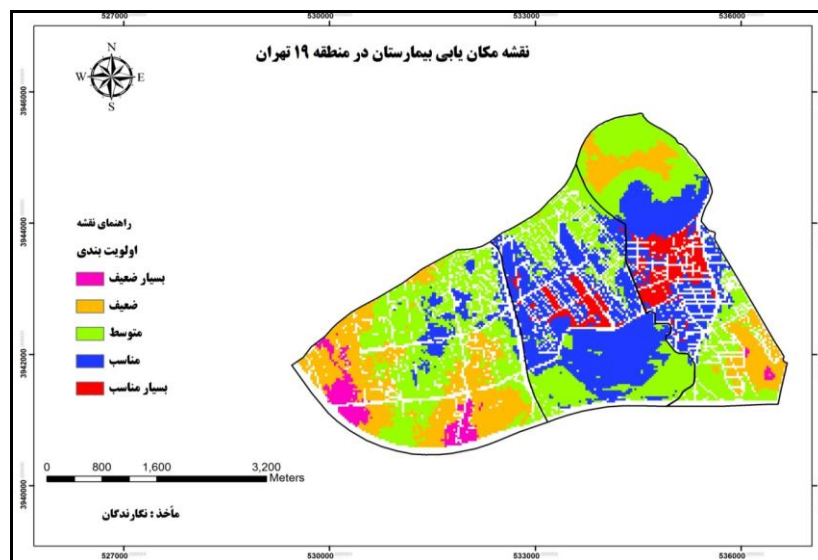 527000 530000 533000 536000
نقشه مکان یابی بیمارستان در منطقه ۱۹ تهران
N
W E
S
3946000
3944000
3942000
3940000
راهنمای نقشه
اولویت بندی
بسیار ضعیف
ضعیف
متوسط
مناسب
بسیار مناسب
0 800 1,600 3,200
Meters
مآخذ : نگارندگان
527000 530000 533000 536000